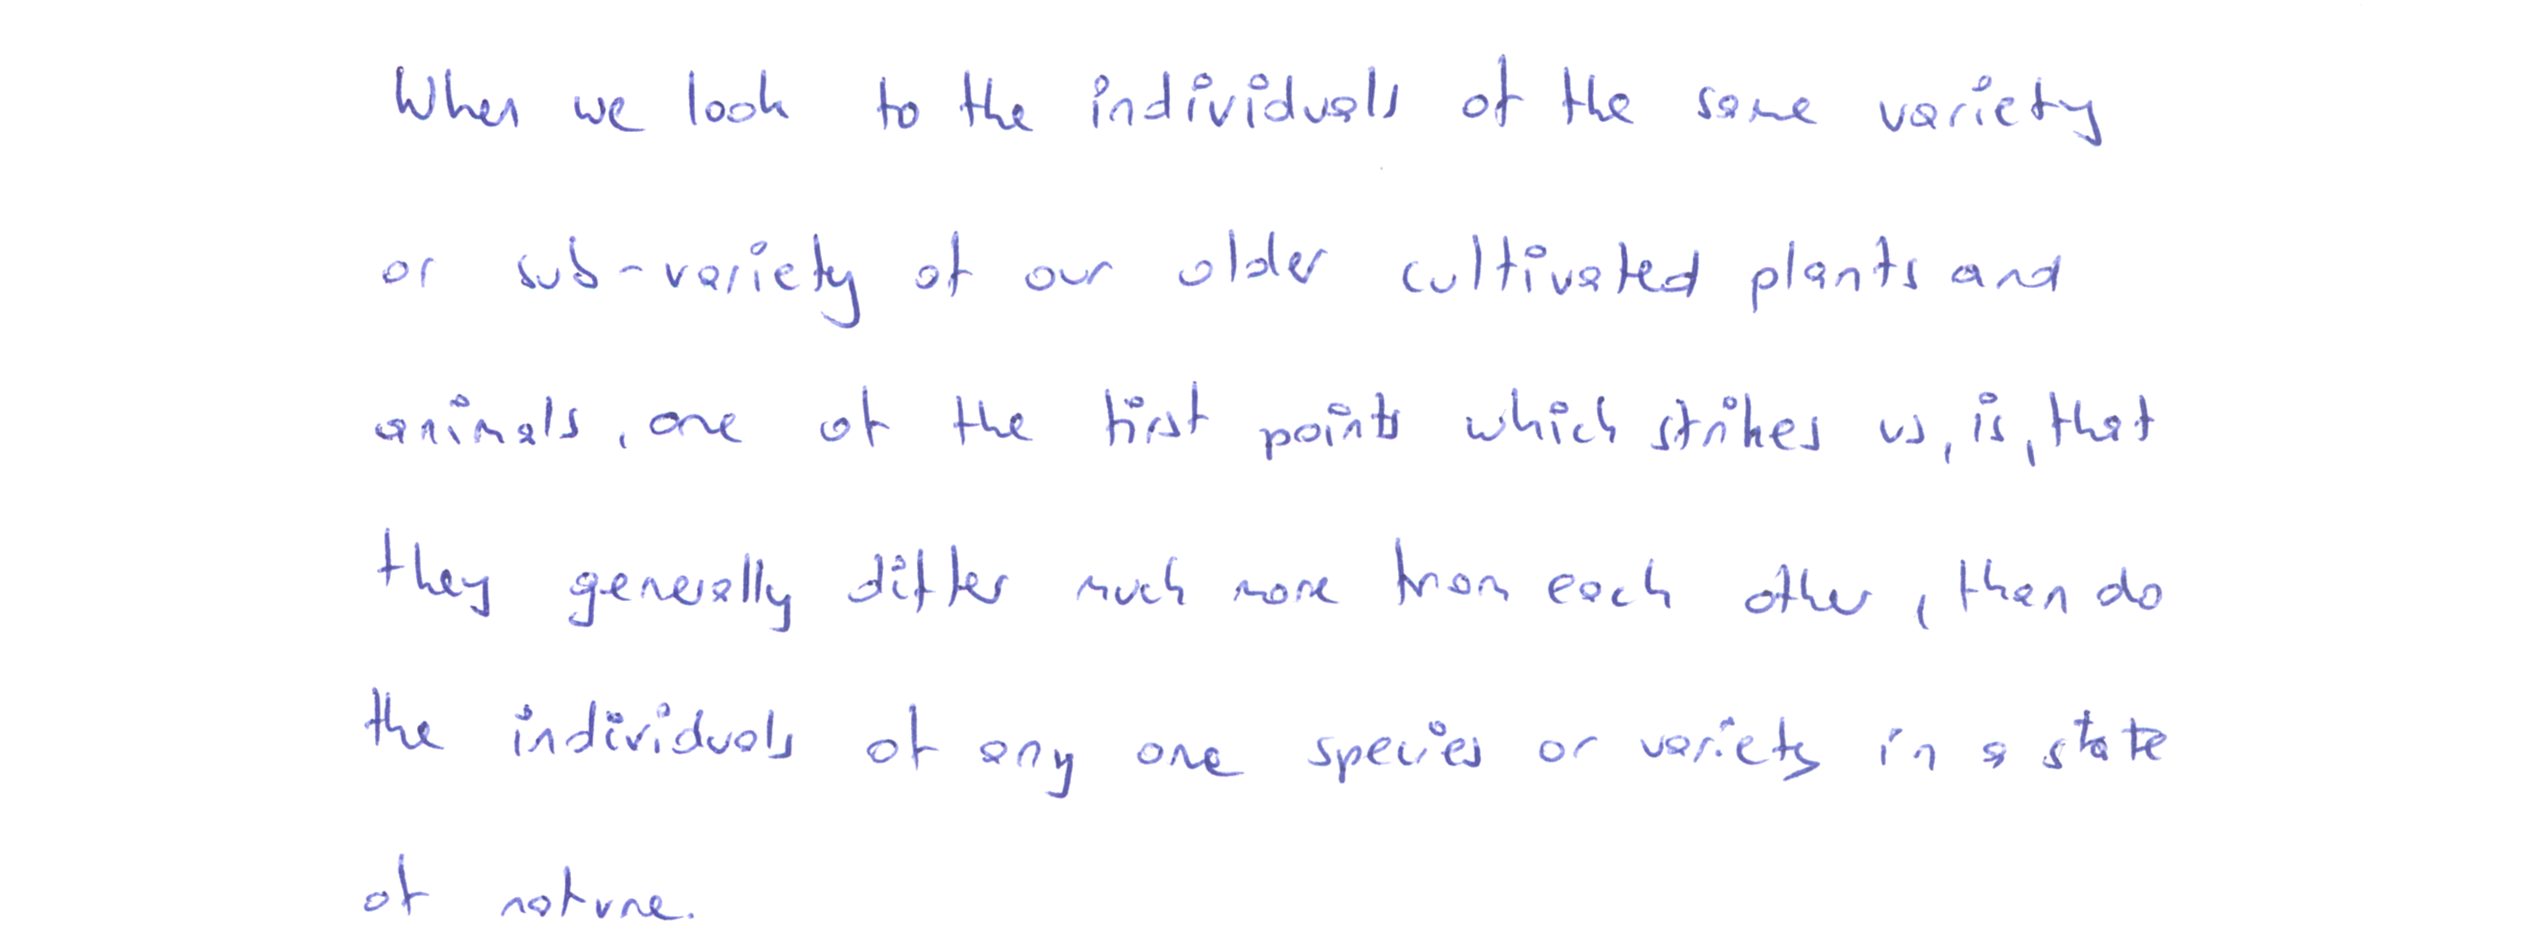 When we look to the individuals of the same variety
or sub-variety of our older cultivated plants and
animals, one of the first points which strikes us, is, that
they generally differ much more from each other, than do
the individuals of any one species or variety in a state
of nature.